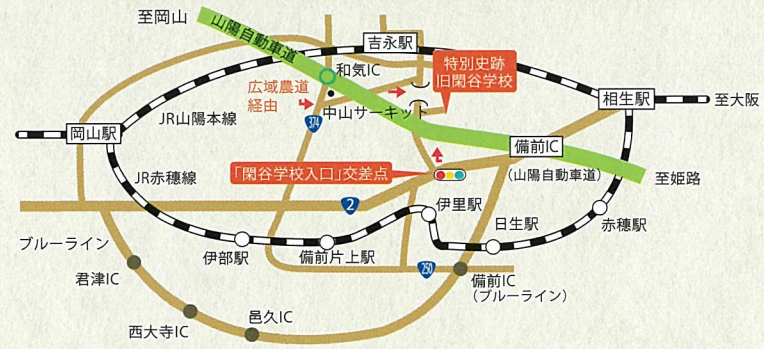 至岡山
山陽自動車道
吉永駅
和気IC
特別史跡
旧閑谷学校
広域農道
経由
中山サーキット
374
相生駅
至大阪
岡山駅
JR山陽本線
備前IC
(山陽自動車道)
至姫路
JR赤穂線
「閑谷学校入口」交差点
2
伊里駅
日生駅
赤穂駅
ブルーライン
伊部駅
備前片上駅
250
備前IC
(ブルーライン)
君津IC
西大寺IC
邑久IC